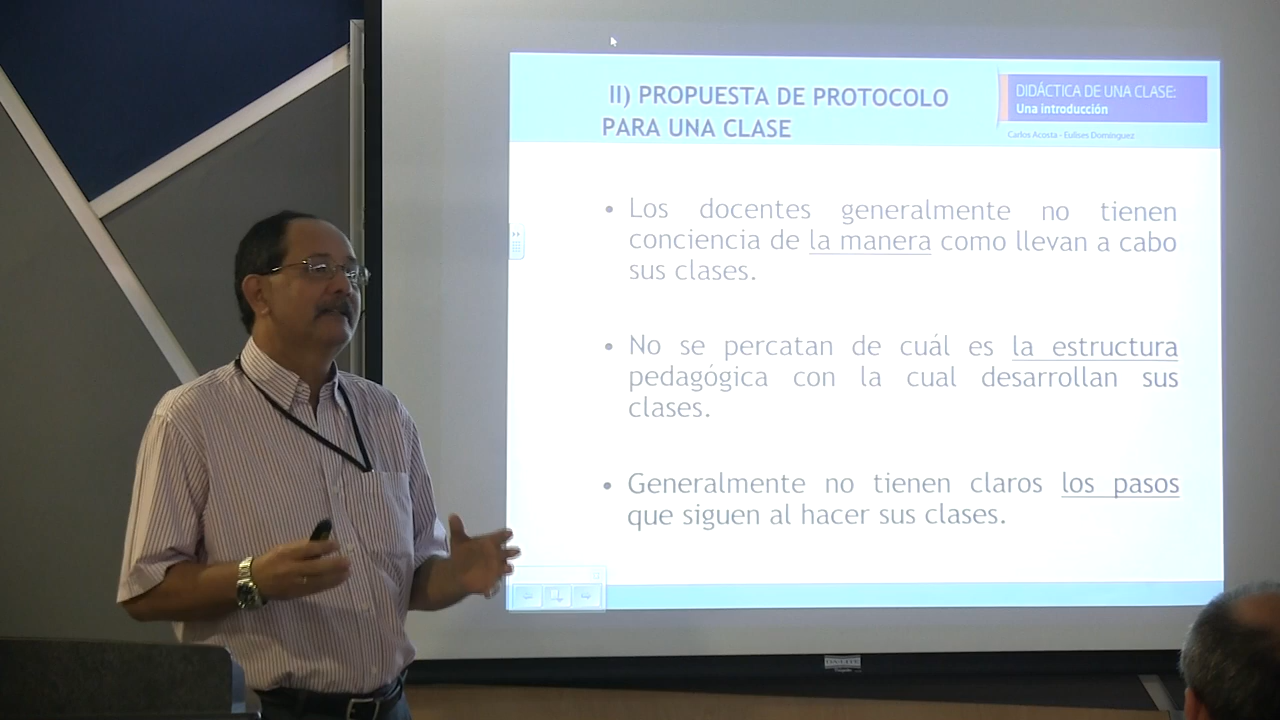 II) PROPUESTA DE PROTOCOLO
PARA UNA CLASE
DIDÁCTICA DE UNA CLASE:
Una introducción
Carlos Acosta - Eulises Domínguez
• Los docentes generalmente no tienen
conciencia de la manera como llevan a cabo
sus clases.
• No se percatan de cuál es la estructura
pedagógica con la cual desarrollan sus
clases.
• Generalmente no tienen claros los pasos
que siguen al hacer sus clases.
DA-LITE